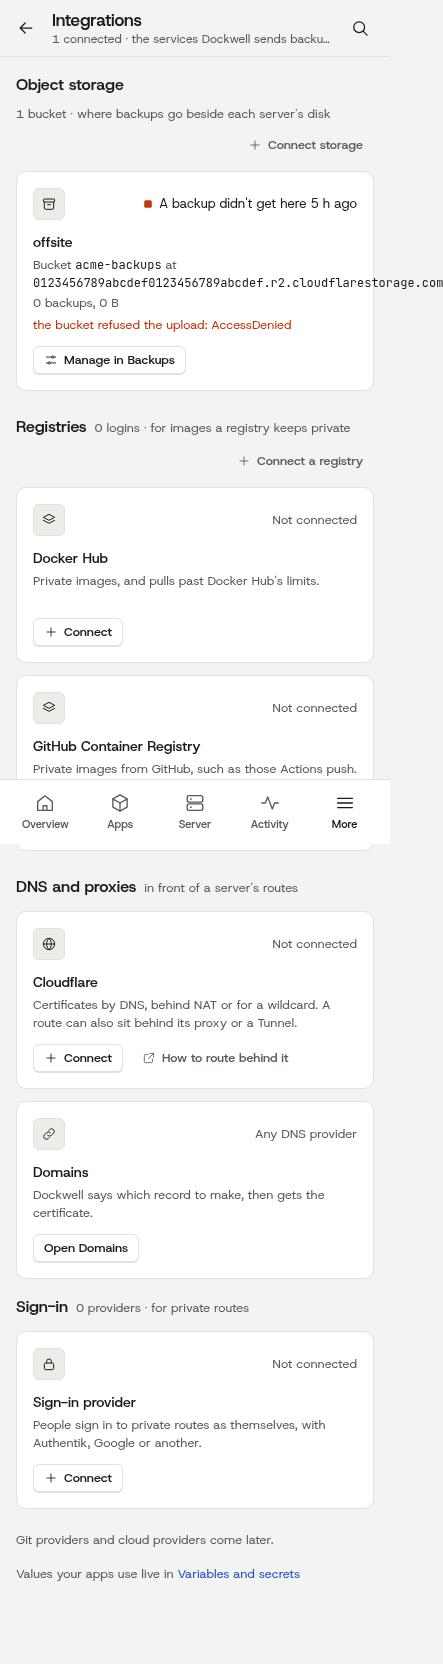 Integrations
1 connected · the services Dockwell sends backu...
Object storage
1 bucket · where backups go beside each server's disk
Connect storage
A backup didn't get here 5 h ago
offsite
Bucket acme-backups at
0123456789abcdef0123456789abcdef.r2.cloudflarestorage.com
0 backups, 0 B
the bucket refused the upload: AccessDenied
Manage in Backups
Registries 0 logins · for images a registry keeps private
Connect a registry
Not connected
Docker Hub
Private images, and pulls past Docker Hub's limits.
Connect
Not connected
GitHub Container Registry
Private images from GitHub, such as those Actions push.
Overview Apps Server Activity More
DNS and proxies in front of a server's routes
Not connected
Cloudflare
Certificates by DNS, behind NAT or for a wildcard. A
route can also sit behind its proxy or a Tunnel.
Connect How to route behind it
Any DNS provider
Domains
Dockwell says which record to make, then gets the
certificate.
Open Domains
Sign-in 0 providers · for private routes
Not connected
Sign-in provider
People sign in to private routes as themselves, with
Authentik, Google or another.
Connect
Git providers and cloud providers come later.
Values your apps use live in Variables and secrets